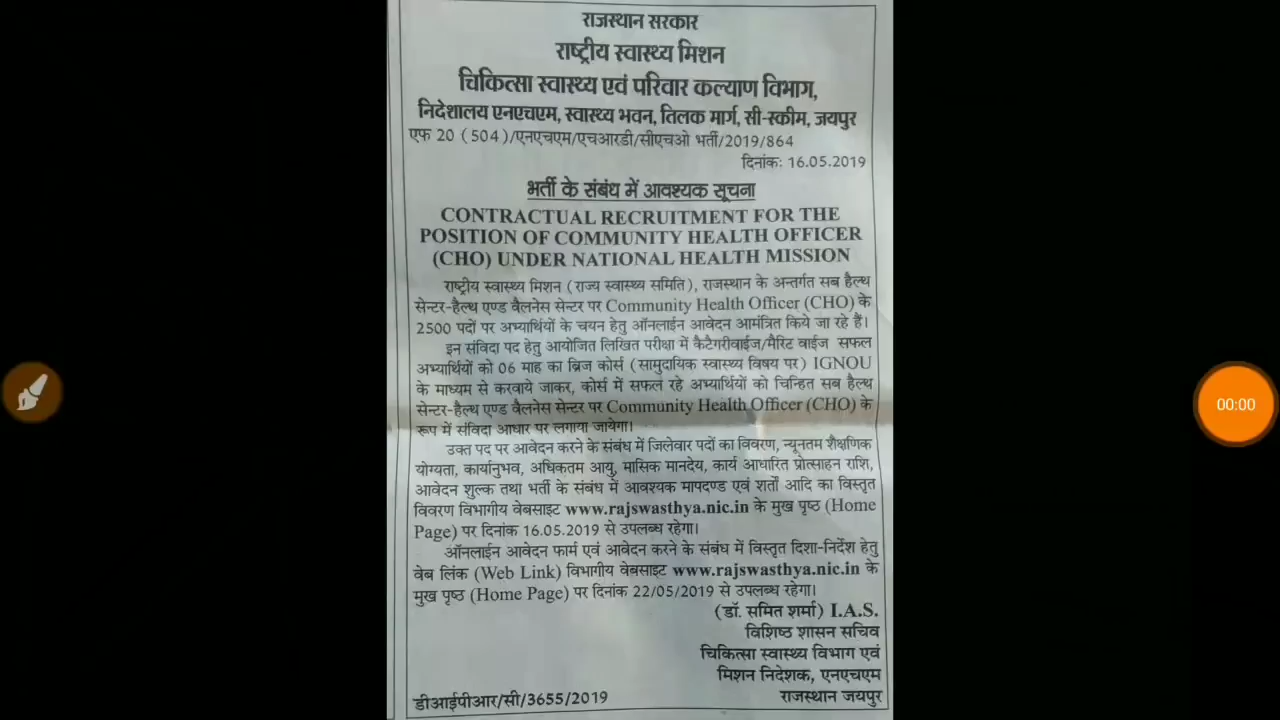 राजस्थान सरकार
राष्ट्रीय स्वास्थ्य मिशन
चिकित्सा स्वास्थ्य एवं परिवार कल्याण विभाग,
निदेशालय एनएचएम, स्वास्थ्य भवन, तिलक मार्ग, सी-स्कीम, जयपुर
एफ 20 (504)/एनएचएम/एचआरडी/सीएचओ भर्ती/2019/864
दिनांक: 16.05.2019
भर्ती के संबंध में आवश्यक सूचना
CONTRACTUAL RECRUITMENT FOR THE
POSITION OF COMMUNITY HEALTH OFFICER
(CHO) UNDER NATIONAL HEALTH MISSION
राष्ट्रीय स्वास्थ्य मिशन (राज्य स्वास्थ्य समिति), राजस्थान के अन्तर्गत सब हैल्थ
सेन्टर-हैल्थ एण्ड वैलनेस सेन्टर पर Community Health Officer (CHO) के
2500 पदों पर अभ्यार्थियों के चयन हेतु ऑनलाईन आवेदन आमंत्रित किये जा रहे हैं।
इन संविदा पद हेतु आयोजित लिखित परीक्षा में कैटैगरीवाईज/मैरिट वाईज सफल
अभ्यार्थियों को 06 माह का ब्रिज कोर्स (सामुदायिक स्वास्थ्य विषय पर) IGNOU
के माध्यम से करवाये जाकर, कोर्स में सफल रहे अभ्यार्थियों को चिन्हित सब हैल्थ
सेन्टर-हैल्थ एण्ड वैलनेस सेन्टर पर Community Health Officer (CHO) के
रूप में संविदा आधार पर लगाया जायेगा।
उक्त पद पर आवेदन करने के संबंध में जिलेवार पदों का विवरण, न्यूनतम शैक्षणिक
योग्यता, कार्यानुभव, अधिकतम आयु, मासिक मानदेय, कार्य आधारित प्रोत्साहन राशि,
आवेदन शुल्क तथा भर्ती के संबंध में आवश्यक मापदण्ड एवं शर्तों आदि का विस्तृत
विवरण विभागीय वेबसाइट www.rajswasthya.nic.in के मुख पृष्ठ (Home
Page) पर दिनांक 16.05.2019 से उपलब्ध रहेगा।
ऑनलाईन आवेदन फार्म एवं आवेदन करने के संबंध में विस्तृत दिशा-निर्देश हेतु
वेब लिंक (Web Link) विभागीय वेबसाइट www.rajswasthya.nic.in के
मुख पृष्ठ (Home Page) पर दिनांक 22/05/2019 से उपलब्ध रहेगा।
(डॉ. समित शर्मा) I.A.S.
विशिष्ठ शासन सचिव
चिकित्सा स्वास्थ्य विभाग एवं
मिशन निदेशक, एनएचएम
राजस्थान जयपुर
डीआईपीआर/सी/3655/2019
00:00